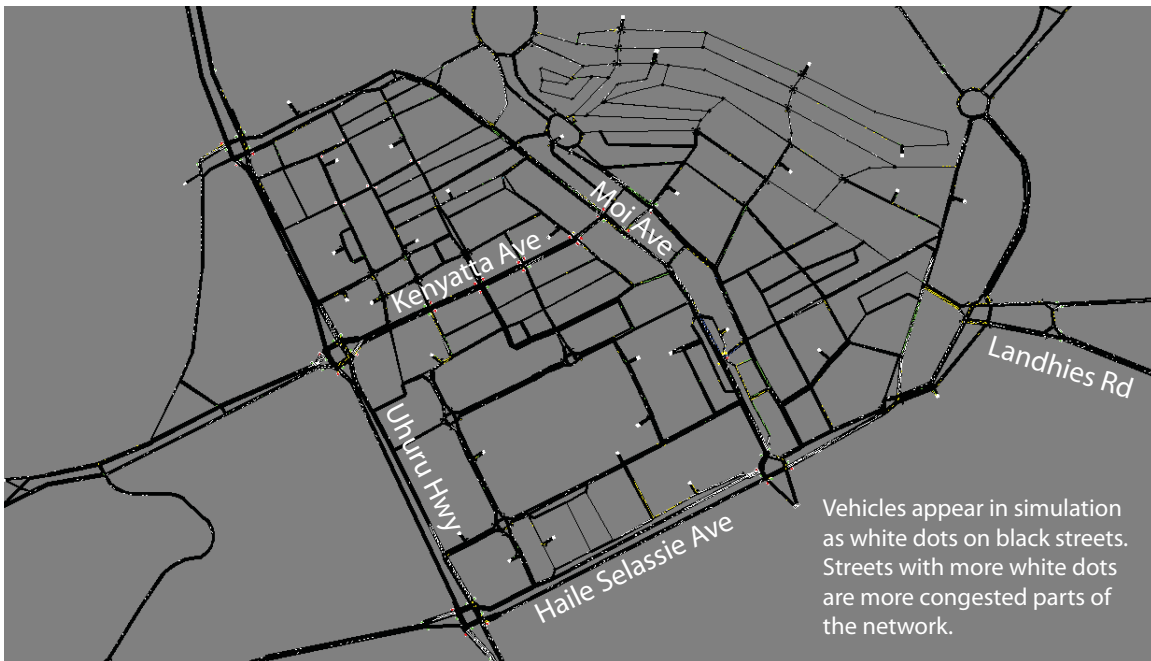 Moi Ave
Kenyatta Ave
Landhies Rd
Uhuru Hwy
Haile Selassie Ave
Vehicles appear in simulation
as white dots on black streets.
Streets with more white dots
are more congested parts of
the network.